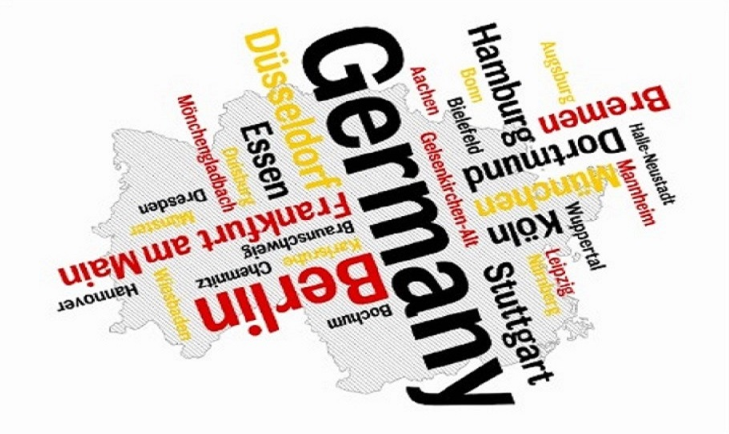 Germany
Düsseldorf
Hamburg
Augsburg
Bonn
Aachen
Bremen
Bielefeld
Mönchengladbach
Duisburg
Essen
Gelsenkirchen-Alt
Dortmund
Halle-Neustadt
Mannheim
München
Dresden
Münster
Frankfurt am Main
Braunschweig
Karlsruhe
Chemnitz
Köln
Wuppertal
Leipzig
Nürnberg
Stuttgart
Hannover
Wiesbaden
Berlin
Bochum